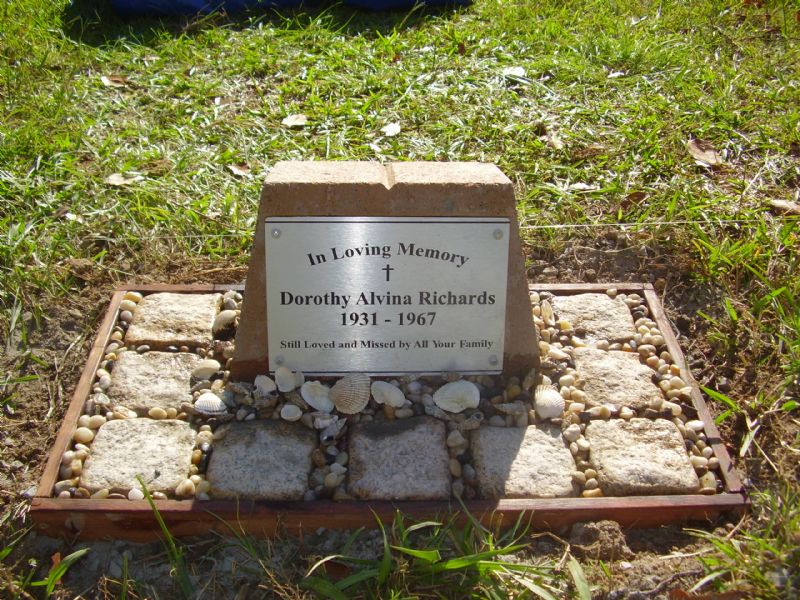 In Loving Memory
Dorothy Alvina Richards
1931 - 1967
Still Loved and Missed by All Your Family